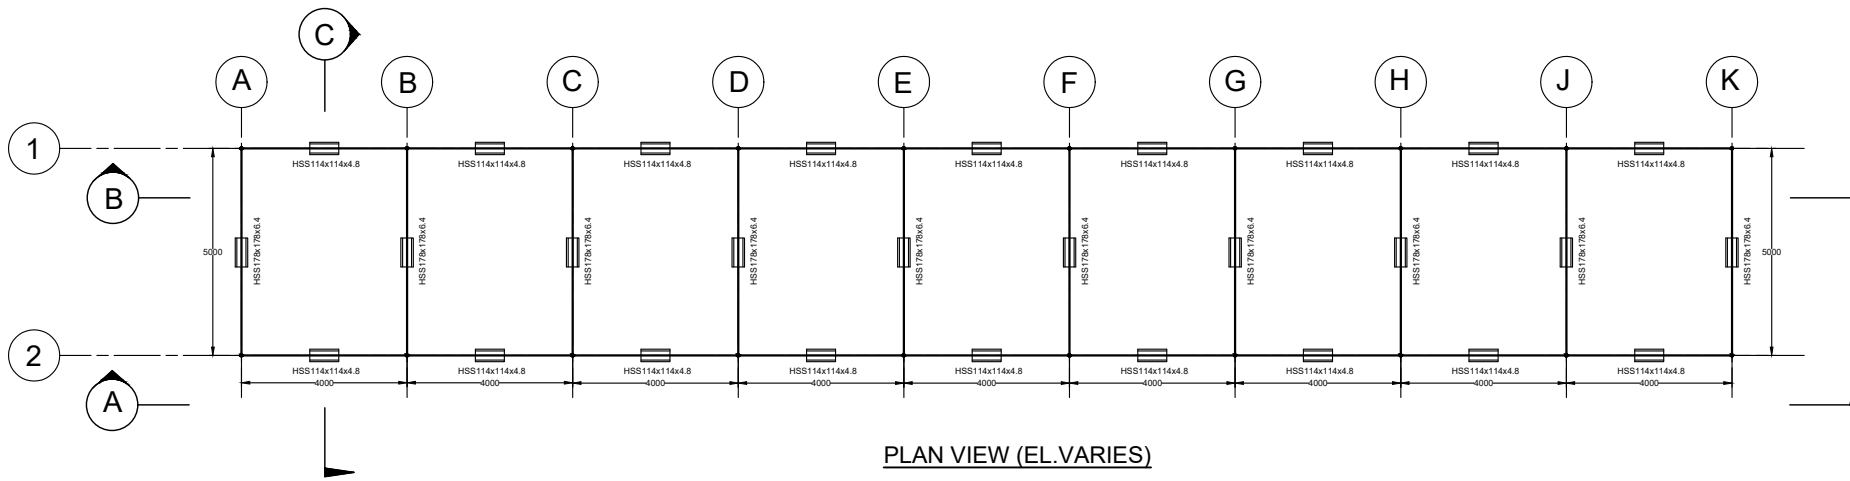 C
A B C D E F G H J K
1
HSS114x114x4.8 HSS114x114x4.8 HSS114x114x4.8 HSS114x114x4.8 HSS114x114x4.8 HSS114x114x4.8 HSS114x114x4.8 HSS114x114x4.8 HSS114x114x4.8
B
5000 HSS178x178x6.4 HSS178x178x6.4 HSS178x178x6.4 HSS178x178x6.4 HSS178x178x6.4 HSS178x178x6.4 HSS178x178x6.4 HSS178x178x6.4 HSS178x178x6.4 HSS178x178x6.4 5000
2
HSS114x114x4.8 HSS114x114x4.8 HSS114x114x4.8 HSS114x114x4.8 HSS114x114x4.8 HSS114x114x4.8 HSS114x114x4.8 HSS114x114x4.8 HSS114x114x4.8
4000 4000 4000 4000 4000 4000 4000 4000 4000
A
PLAN VIEW (EL.VARIES)